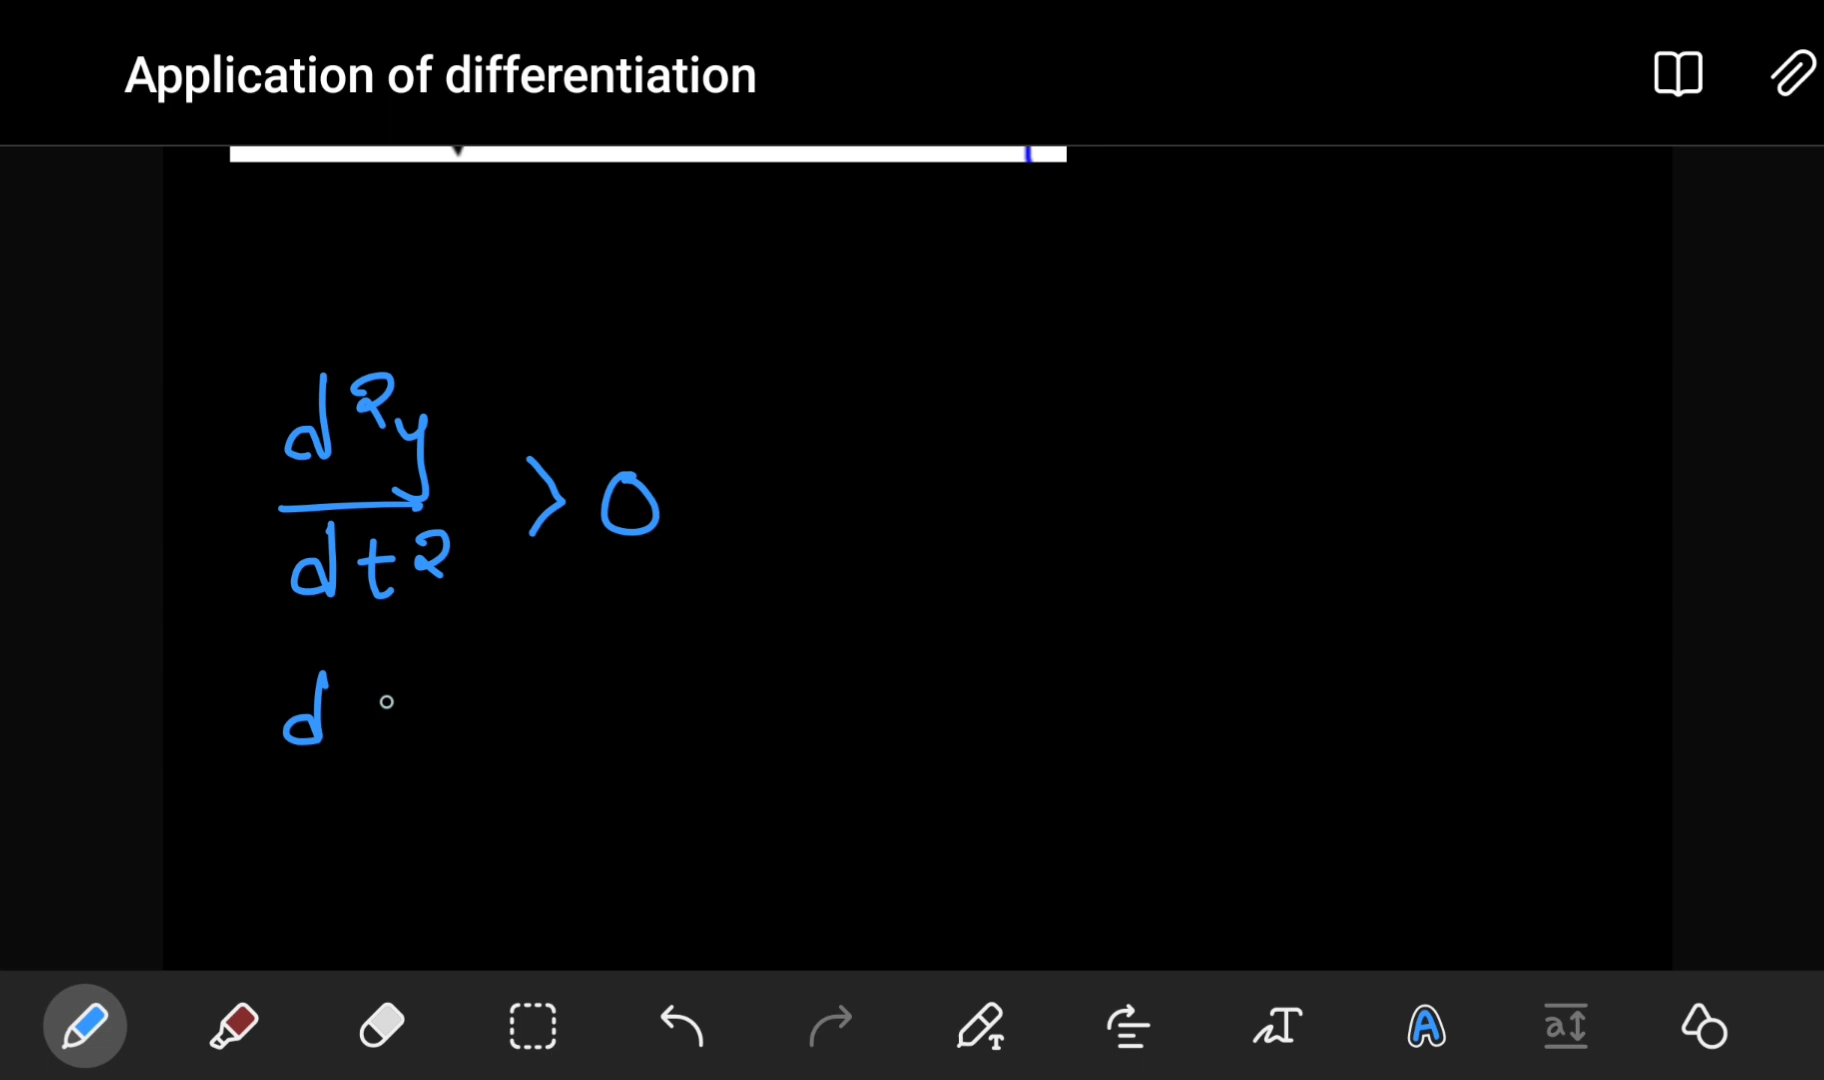 Application of differentiation
d²y
dt² > 0
d